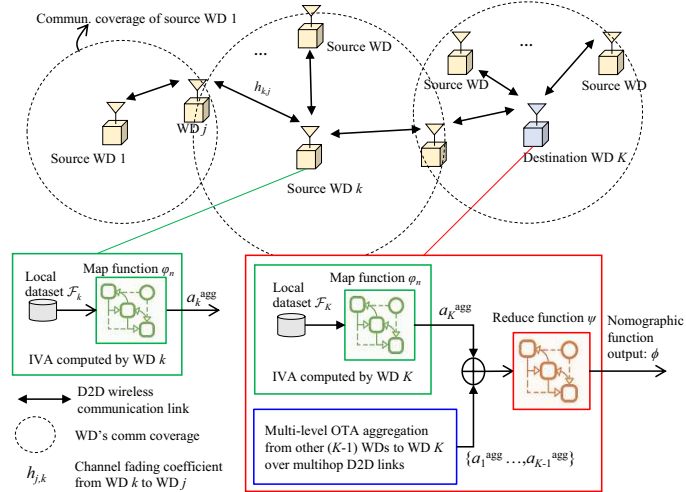 Commun. coverage of source WD 1
...
Source WD
...
Source WD
Source WD
h_{k,j}
WD j
Source WD 1
Source WD k
Destination WD K
Local
dataset ℱ_k
Map function φ_n
a_k^{agg}
IVA computed by WD k
Local
dataset ℱ_K
Map function φ_n
a_K^{agg}
IVA computed by WD K
Reduce function ψ
Nomographic
function
output: ϕ
Multi-level OTA aggregation
from other (K-1) WDs to WD K
over multihop D2D links
{a_1^{agg} …,a_{K-1}^{agg}}
D2D wireless
communication link
WD's comm coverage
h_{j,k}
Channel fading coefficient
from WD k to WD j